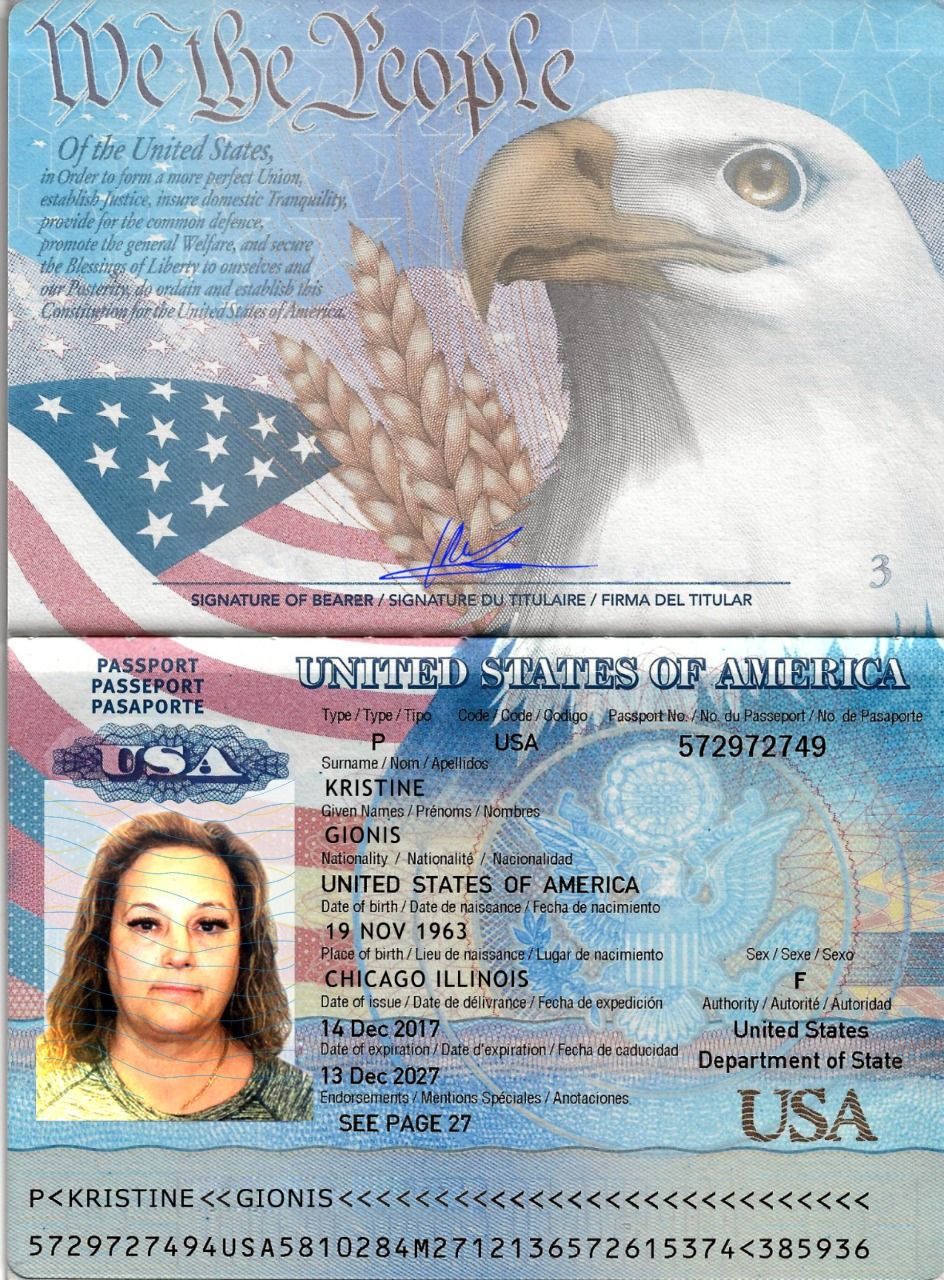 We the People
Of the United States,
in Order to form a more perfect Union,
establish Justice, insure domestic Tranquility,
provide for the common defence,
promote the general Welfare, and secure
the Blessings of Liberty to ourselves and
our Posterity, do ordain and establish this
Constitution for the United States of America.
3
SIGNATURE OF BEARER / SIGNATURE DU TITULAIRE / FIRMA DEL TITULAR
PASSPORT
PASSEPORT
PASAPORTE
USA
UNITED STATES OF AMERICA
Type / Type / Tipo Code / Code / Codigo Passport No. / No. du Passeport / No. de Pasaporte
P USA 572972749
Surname / Nom / Apellidos
KRISTINE
Given Names / Prénoms / Nombres
GIONIS
Nationality / Nationalité / Nacionalidad
UNITED STATES OF AMERICA
Date of birth / Date de naissance / Fecha de nacimiento
19 NOV 1963
Place of birth / Lieu de naissance / Lugar de nacimiento Sex / Sexe / Sexo
CHICAGO ILLINOIS F
Date of issue / Date de délivrance / Fecha de expedición Authority / Autorité / Autoridad
14 Dec 2017 United States
Date of expiration / Date d'expiration / Fecha de caducidad Department of State
13 Dec 2027
Endorsements / Mentions Spéciales / Anotaciones
SEE PAGE 27 USA
P<KRISTINE<<GIONIS<<<<<<<<<<<<<<<<<<<<<<<<<<
5729727494USA5810284M2712136572615374<385936